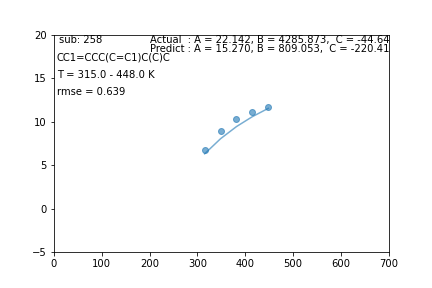 sub: 258
Actual : A = 22.142, B = 4285.873, C = -44.64
Predict : A = 15.270, B = 809.053, C = -220.41
CC1=CCC(C=C1)C(C)C
T = 315.0 - 448.0 K
rmse = 0.639
20
15
10
5
0
−5
0 100 200 300 400 500 600 700